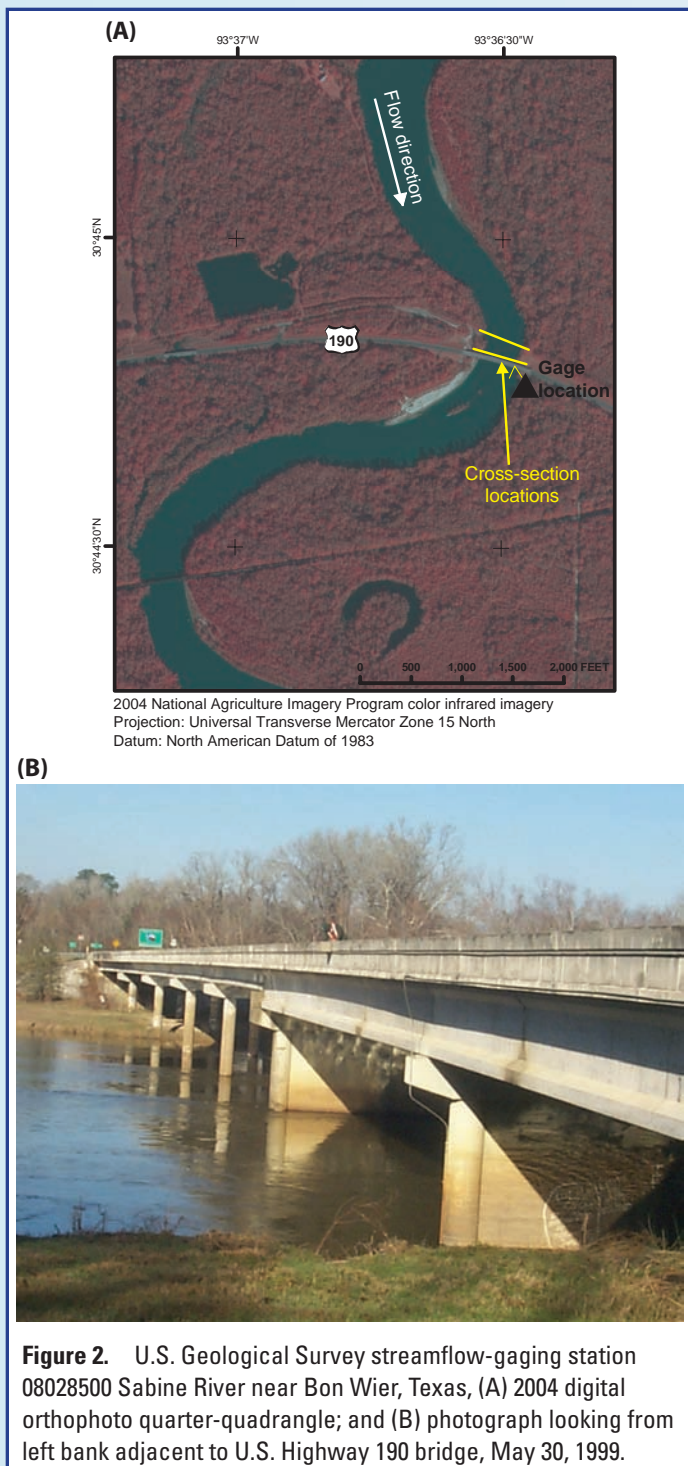 (A)
93°37'W
93°36'30"W
Flow direction
30°45'N
190
Gage
location
Cross-section
locations
30°44'30"N
0 500 1,000 1,500 2,000 FEET
2004 National Agriculture Imagery Program color infrared imagery
Projection: Universal Transverse Mercator Zone 15 North
Datum: North American Datum of 1983
(B)
Figure 2. U.S. Geological Survey streamflow-gaging station
08028500 Sabine River near Bon Wier, Texas, (A) 2004 digital
orthophoto quarter-quadrangle; and (B) photograph looking from
left bank adjacent to U.S. Highway 190 bridge, May 30, 1999.